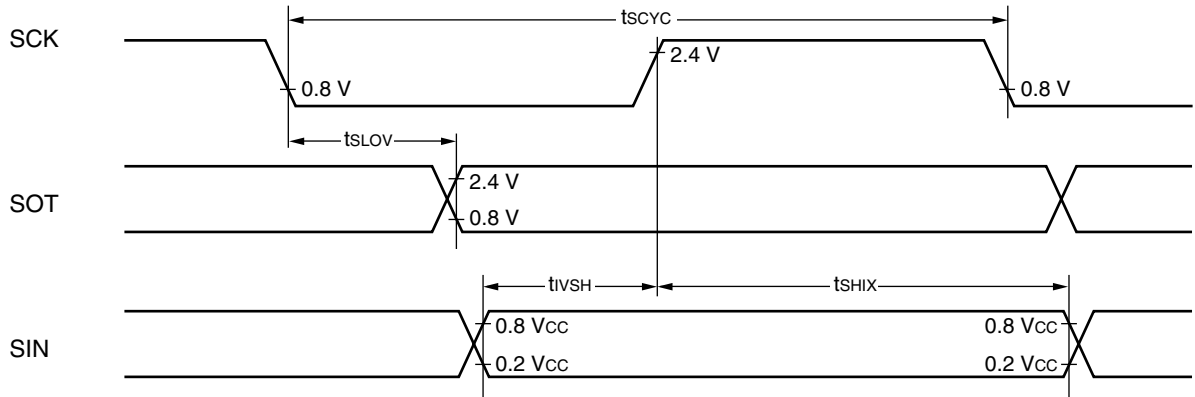 tSCYC
SCK
2.4 V
0.8 V
0.8 V
tSLOV
2.4 V
SOT
0.8 V
tIVSH
tSHIX
0.8 VCC
0.8 VCC
SIN
0.2 VCC
0.2 VCC